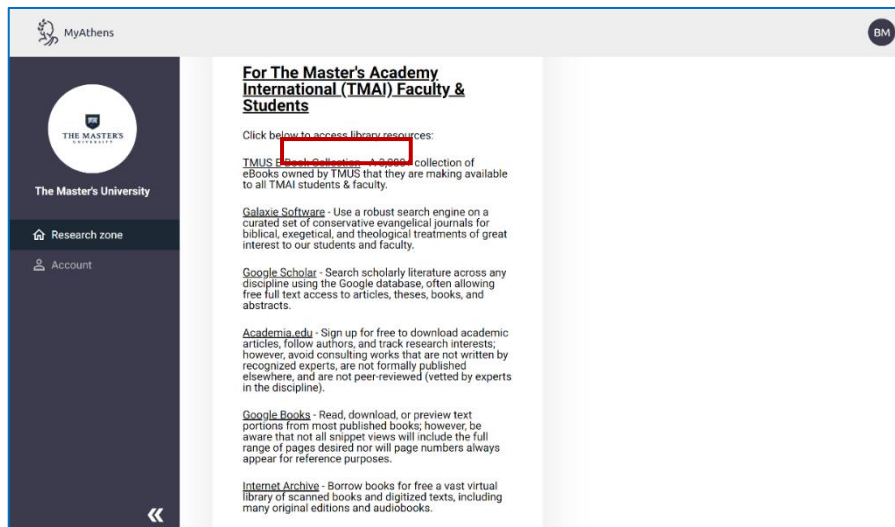 MyAthens
BM
THE MASTER'S
UNIVERSITY
The Master's University
Research zone
Account
For The Master's Academy
International (TMAI) Faculty &
Students
Click below to access library resources:
TMUS E Book Collection - A 3,000+ collection of
eBooks owned by TMUS that they are making available
to all TMAI students & faculty.
Galaxie Software - Use a robust search engine on a
curated set of conservative evangelical journals for
biblical, exegetical, and theological treatments of great
interest to our students and faculty.
Google Scholar - Search scholarly literature across any
discipline using the Google database, often allowing
free full text access to articles, theses, books, and
abstracts.
Academia.edu - Sign up for free to download academic
articles, follow authors, and track research interests;
however, avoid consulting works that are not written by
recognized experts, are not formally published
elsewhere, and are not peer-reviewed (vetted by experts
in the discipline).
Google Books - Read, download, or preview text
portions from most published books; however, be
aware that not all snippet views will include the full
range of pages desired nor will page numbers always
appear for reference purposes.
Internet Archive - Borrow books for free a vast virtual
library of scanned books and digitized texts, including
many original editions and audiobooks.